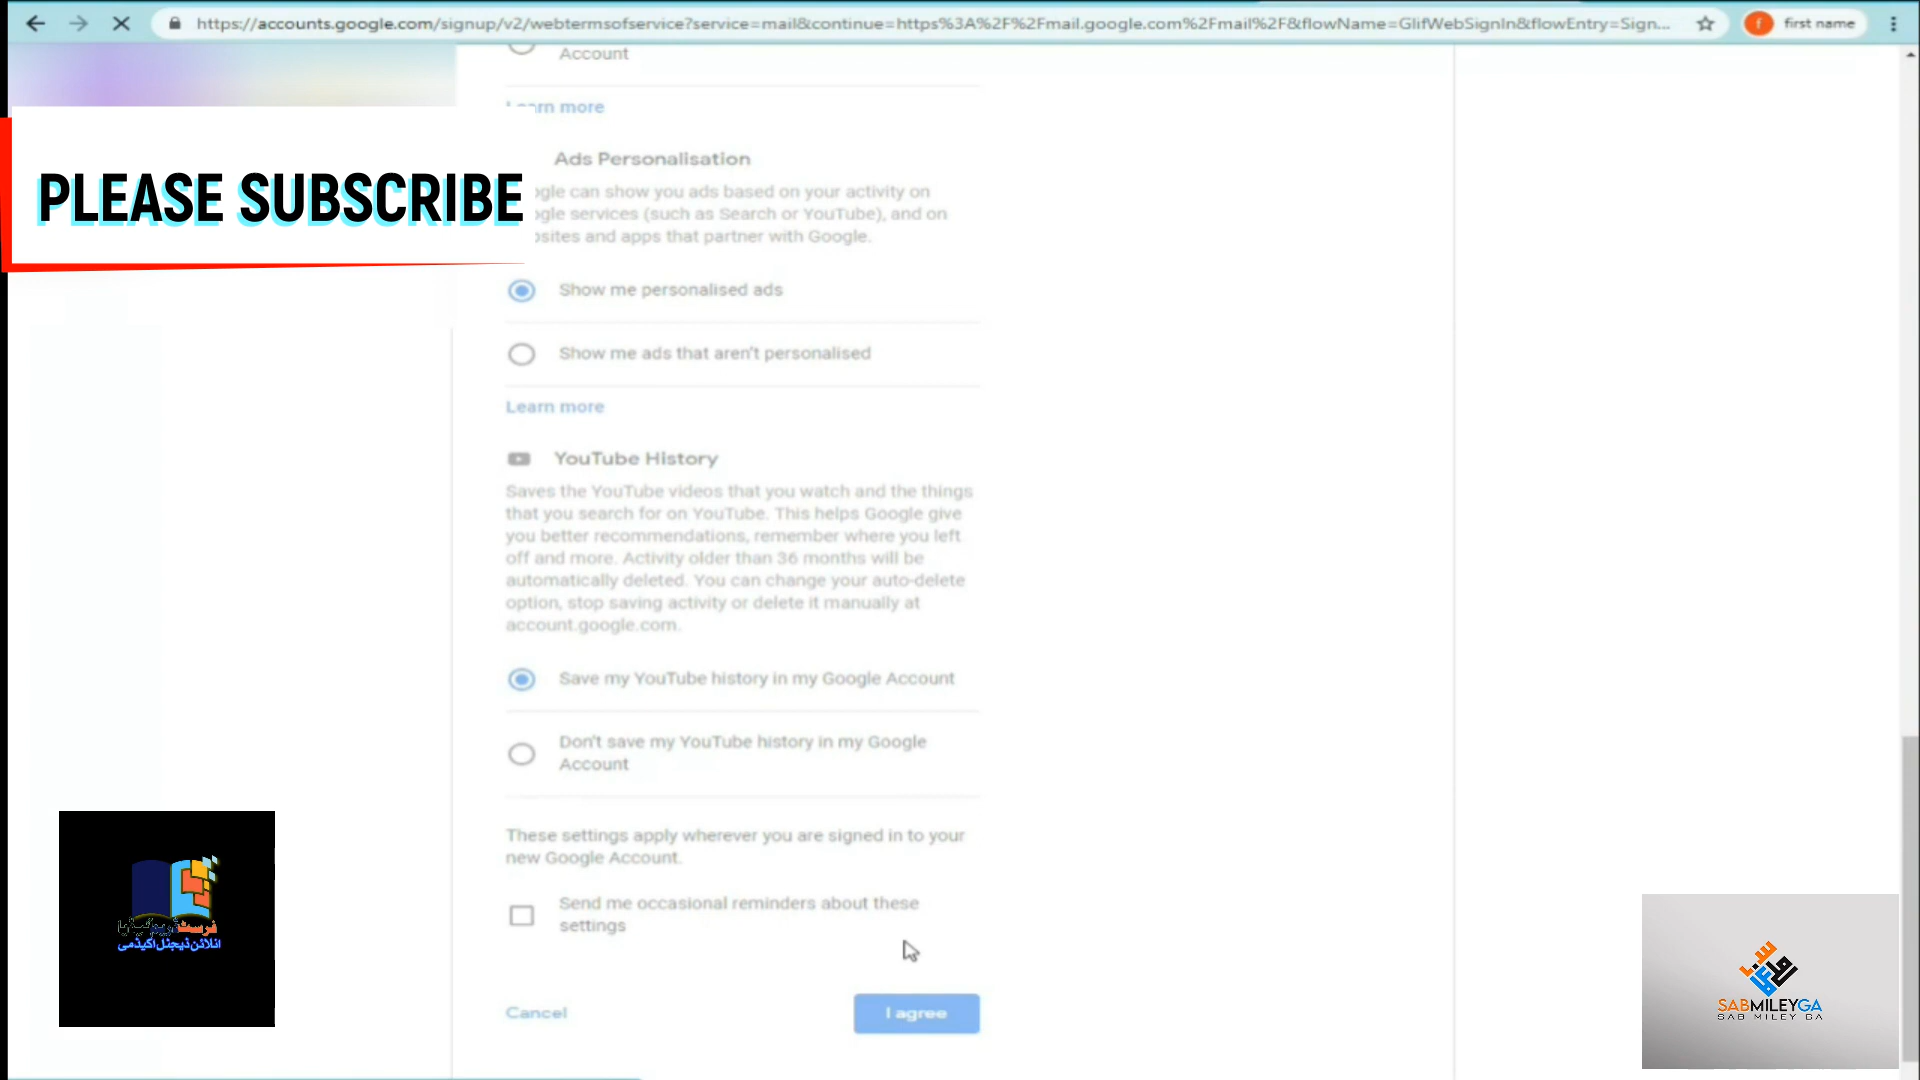 https://accounts.google.com/signup/v2/webtermsofservice?service=mail&continue=https%3A%2F%2Fmail.google.com%2Fmail%2F&flowName=GlifWebSignIn&flowEntry=Sign...
first name
Account
Learn more
Ads Personalisation
PLEASE SUBSCRIBE
ogle can show you ads based on your activity on
ogle services (such as Search or YouTube), and on
osites and apps that partner with Google.
Show me personalised ads
Show me ads that aren't personalised
Learn more
YouTube History
Saves the YouTube videos that you watch and the things
that you search for on YouTube. This helps Google give
you better recommendations, remember where you left
off and more. Activity older than 36 months will be
automatically deleted. You can change your auto-delete
option, stop saving activity or delete it manually at
account.google.com.
Save my YouTube history in my Google Account
Don't save my YouTube history in my Google
Account
These settings apply wherever you are signed in to your
new Google Account.
Send me occasional reminders about these
settings
Cancel
I agree
انلائن ڈیجیٹل اکیڈمی
SABMILEYGA
SAB MILEY GA